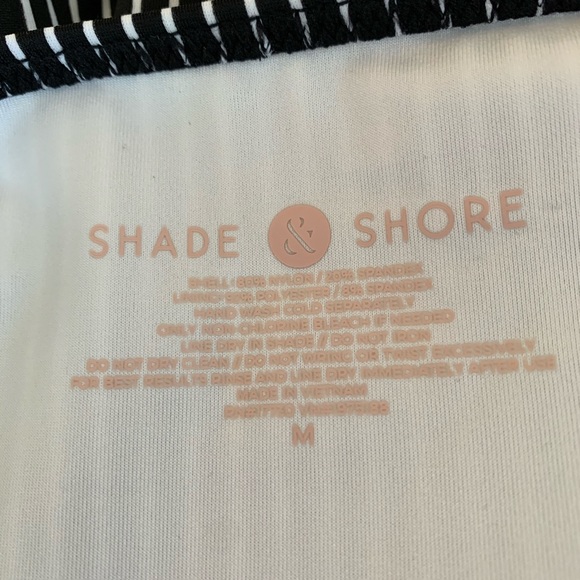 SHADE & SHORE
SHELL: 80% NYLON / 20% SPANDEX
LINING: 92% POLYESTER / 8% SPANDEX
HAND WASH COLD SEPARATELY
ONLY NON-CHLORINE BLEACH IF NEEDED
LINE DRY IN SHADE // DO NOT IRON
DO NOT DRY CLEAN // DO NOT WRING OR TWIST EXCESSIVELY
FOR BEST RESULTS RINSE AND LINE DRY IMMEDIATELY AFTER USE
MADE IN VIETNAM
M